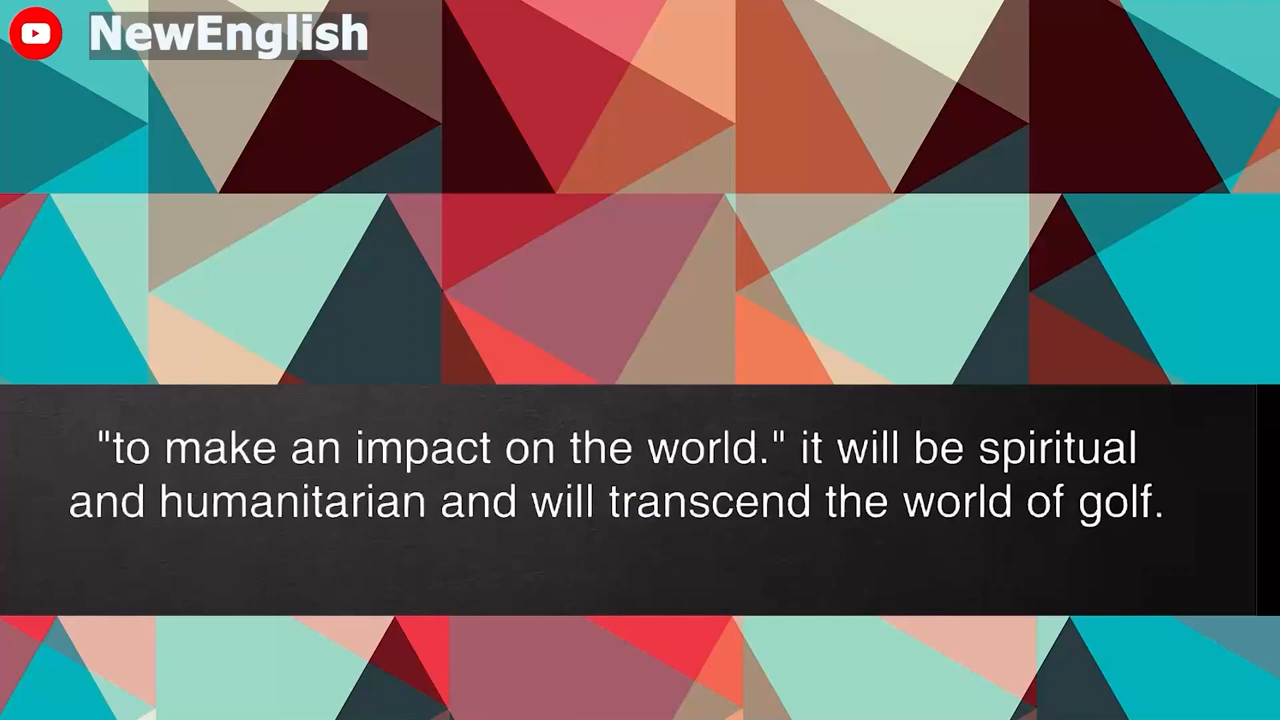 NewEnglish
"to make an impact on the world." it will be spiritual
and humanitarian and will transcend the world of golf.